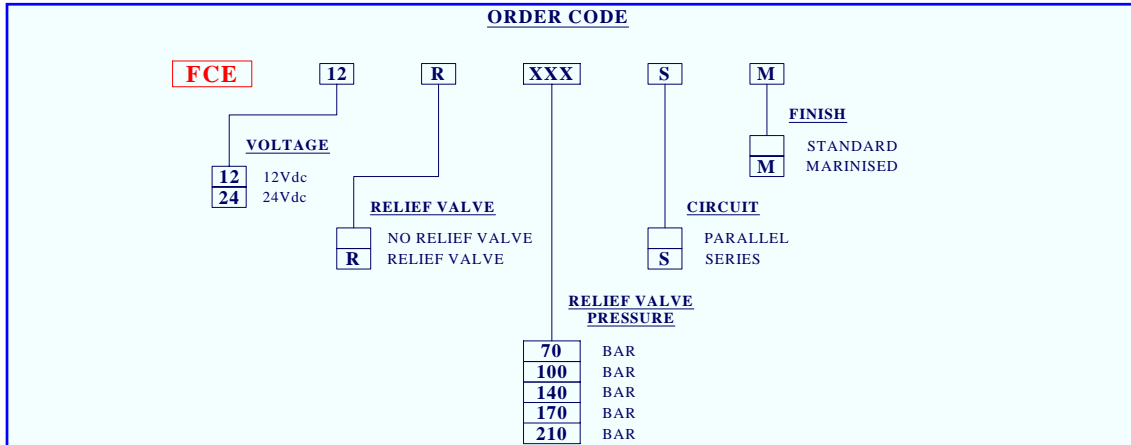 ORDER CODE
FCE 12 R XXX S M
FINISH
STANDARD
M MARINISED
VOLTAGE
12 12Vdc
24 24Vdc
RELIEF VALVE
NO RELIEF VALVE
R RELIEF VALVE
CIRCUIT
PARALLEL
S SERIES
RELIEF VALVE
PRESSURE
70 BAR
100 BAR
140 BAR
170 BAR
210 BAR